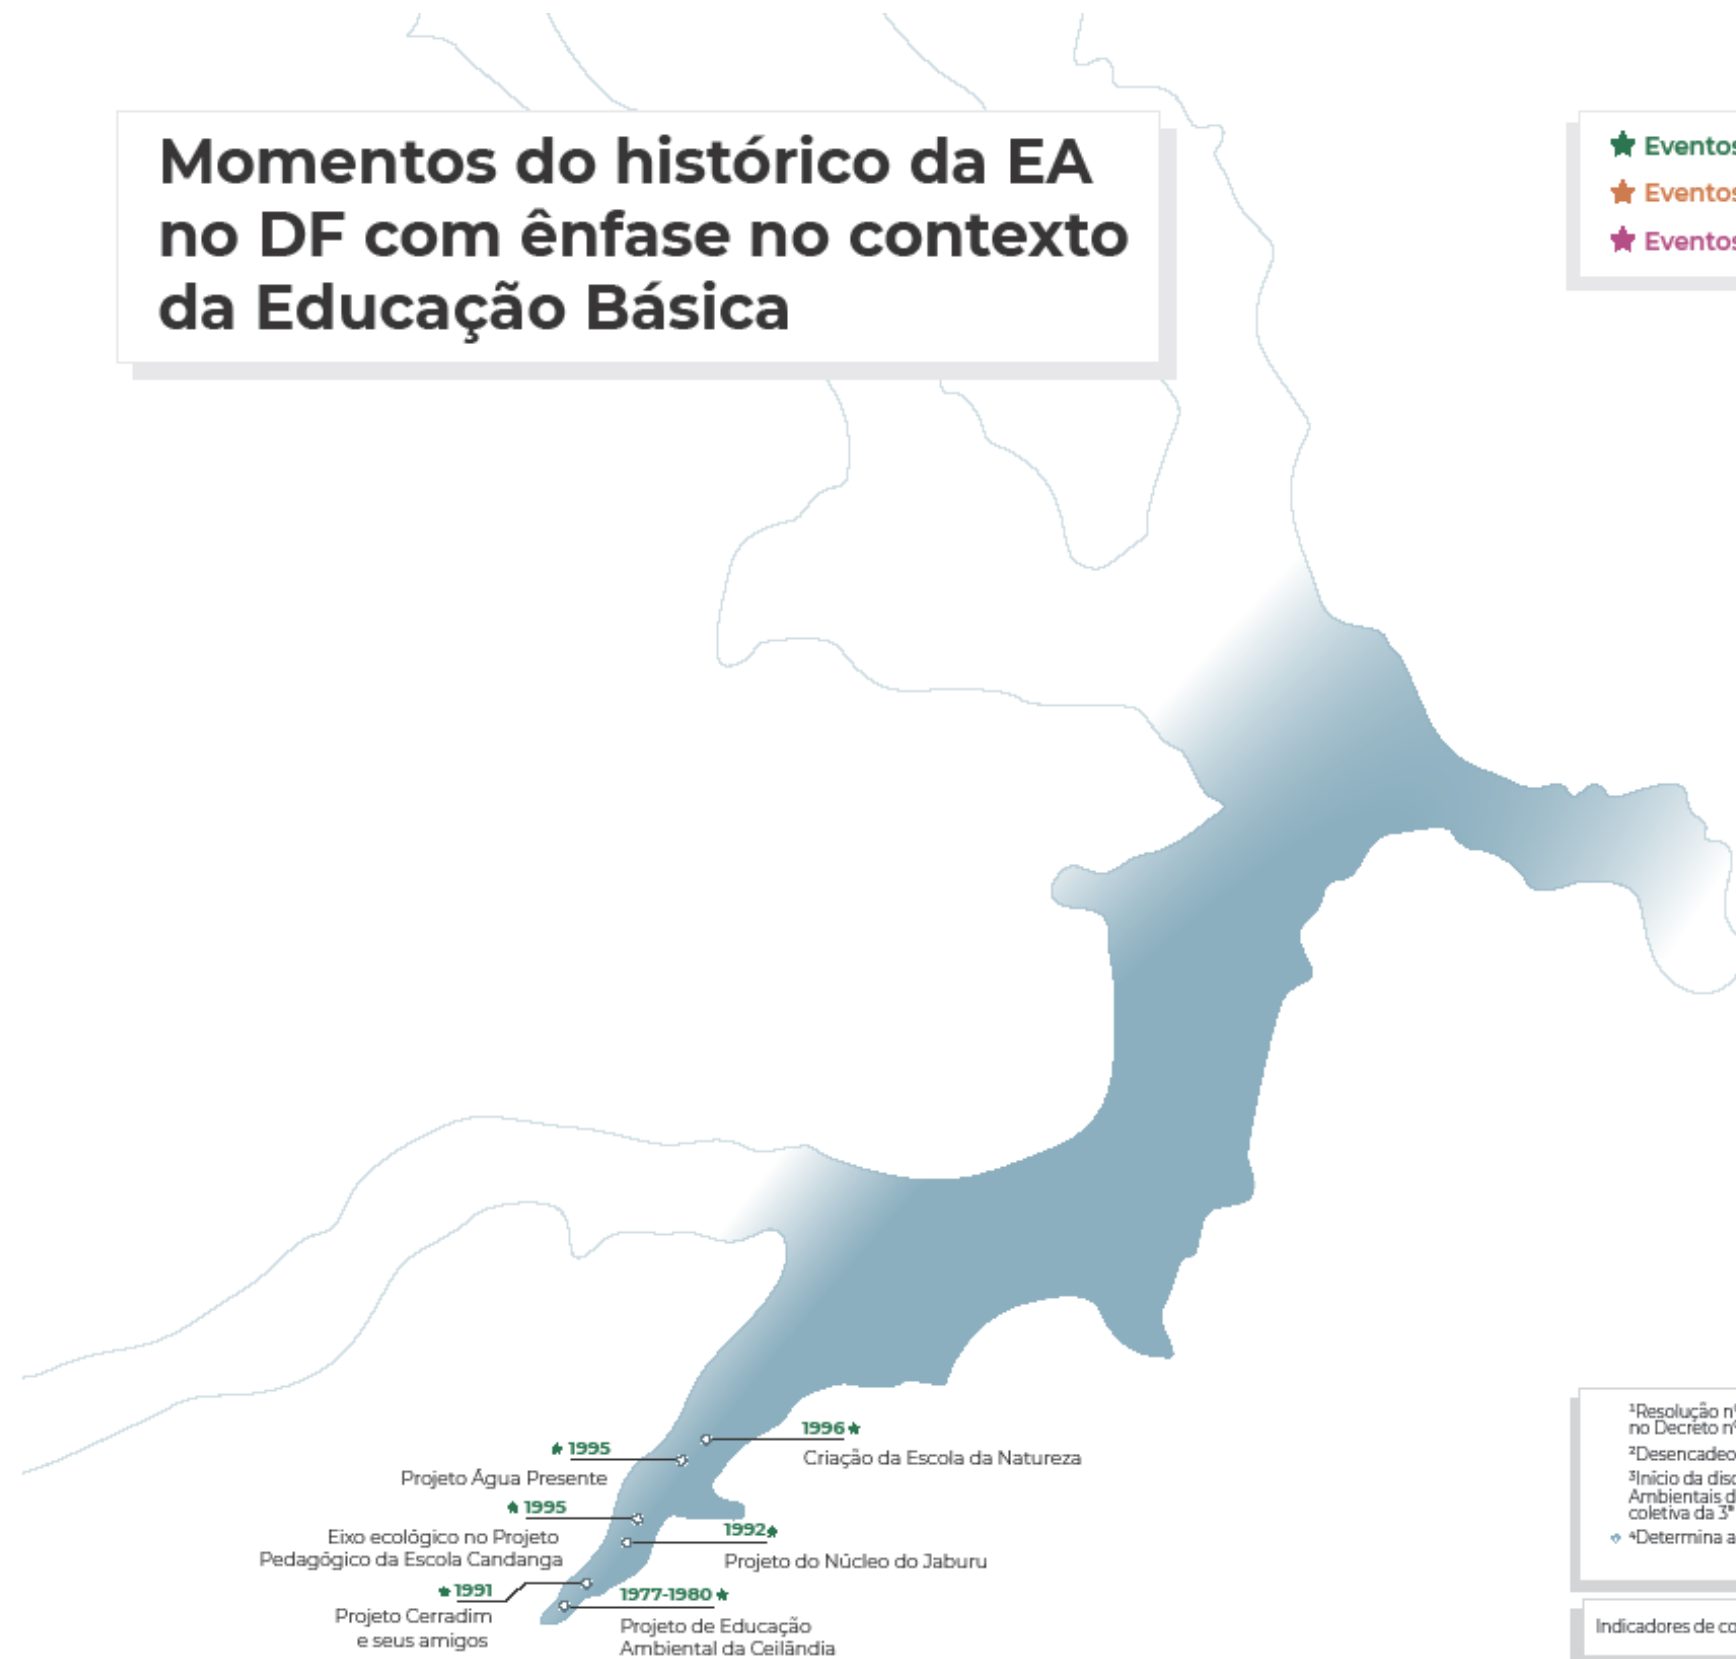 Momentos do histórico da EA
no DF com ênfase no contexto
da Educação Básica
Eventos
Eventos
Eventos
1996
Criação da Escola da Natureza
1995
Projeto Água Presente
1995
Eixo ecológico no Projeto
Pedagógico da Escola Candanga
1992
Projeto do Núcleo do Jaburu
1991
Projeto Cerradim
e seus amigos
1977-1980
Projeto de Educação
Ambiental da Ceilândia
¹Resolução nº
no Decreto nº
²Desencadeo
³Início da disc
Ambientais d
coletiva da 3ª
⁴Determina a
Indicadores de co